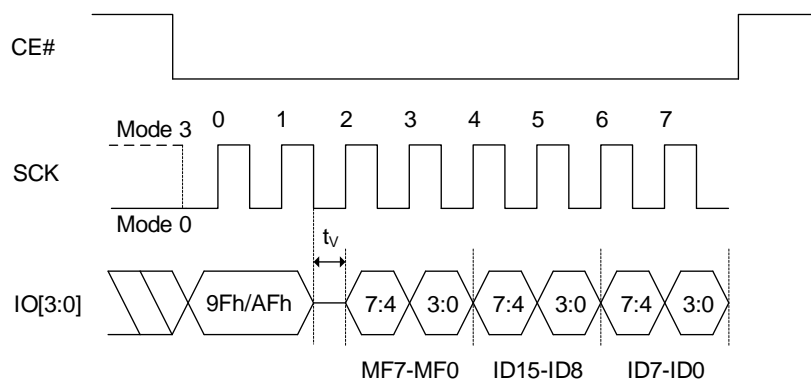 CE#
0 1 2 3 4 5 6 7
Mode 3
SCK
Mode 0
tV
IO[3:0]
9Fh/AFh 7:4 3:0 7:4 3:0 7:4 3:0
MF7-MF0 ID15-ID8 ID7-ID0